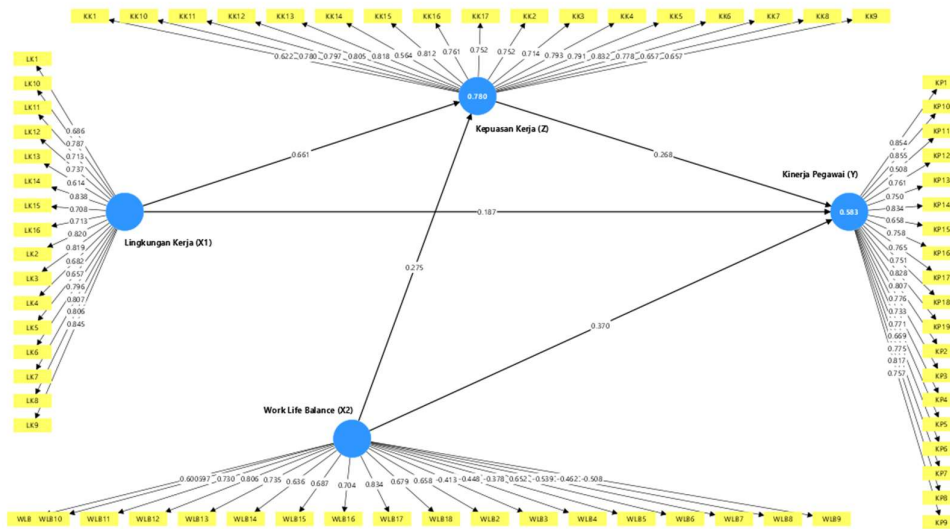 KK1 KK10 KK11 KK12 KK13 KK14 KK15 KK16 KK17 KK2 KK3 KK4 KK5 KK6 KK7 KK8 KK9
0.622 0.780 0.797 0.805 0.818 0.564 0.812 0.761 0.752 0.752 0.714 0.793 0.791 0.832 0.778 0.657 0.657
0.780
Kepuasan Kerja (Z)
LK1
LK10
LK11
LK12
LK13
LK14
LK15
LK16
LK2
LK3
LK4
LK5
LK6
LK7
LK8
LK9
0.686
0.787
0.713
0.737
0.614
0.838
0.708
0.713
0.820
0.819
0.682
0.657
0.796
0.807
0.806
0.845
Lingkungan Kerja (X1)
0.661
0.268
0.187
0.275
0.370
Kinerja Pegawai (Y)
0.583
0.854
0.855
0.508
0.761
0.750
0.834
0.658
0.758
0.765
0.751
0.828
0.807
0.776
0.733
0.771
0.669
0.775
0.817
0.757
KP1
KP10
KP11
KP12
KP13
KP14
KP15
KP16
KP17
KP18
KP19
KP2
KP3
KP4
KP5
KP6
KP7
KP8
KP9
Work Life Balance (X2)
0.600 0.730 0.806 0.735 0.636 0.687 0.704 0.834 0.679 0.658 -0.413 -0.448 -0.378 0.652 -0.539 -0.462 -0.508
WLB WLB10 WLB11 WLB12 WLB13 WLB14 WLB15 WLB16 WLB17 WLB18 WLB2 WLB3 WLB4 WLB5 WLB6 WLB7 WLB8 WLB9